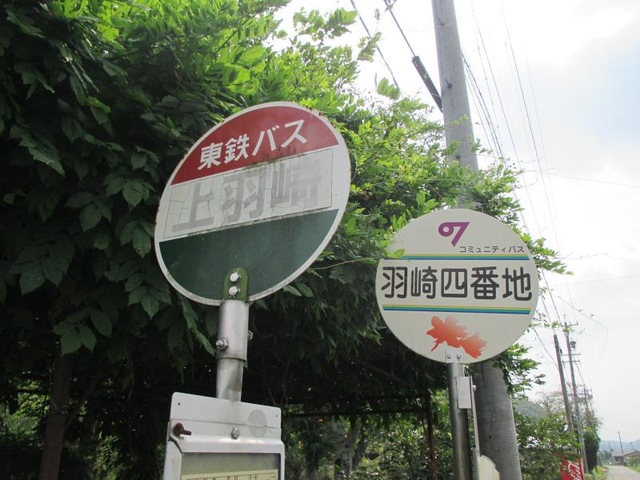 東鉄バス
上羽崎
コミュニティバス
羽崎四番地